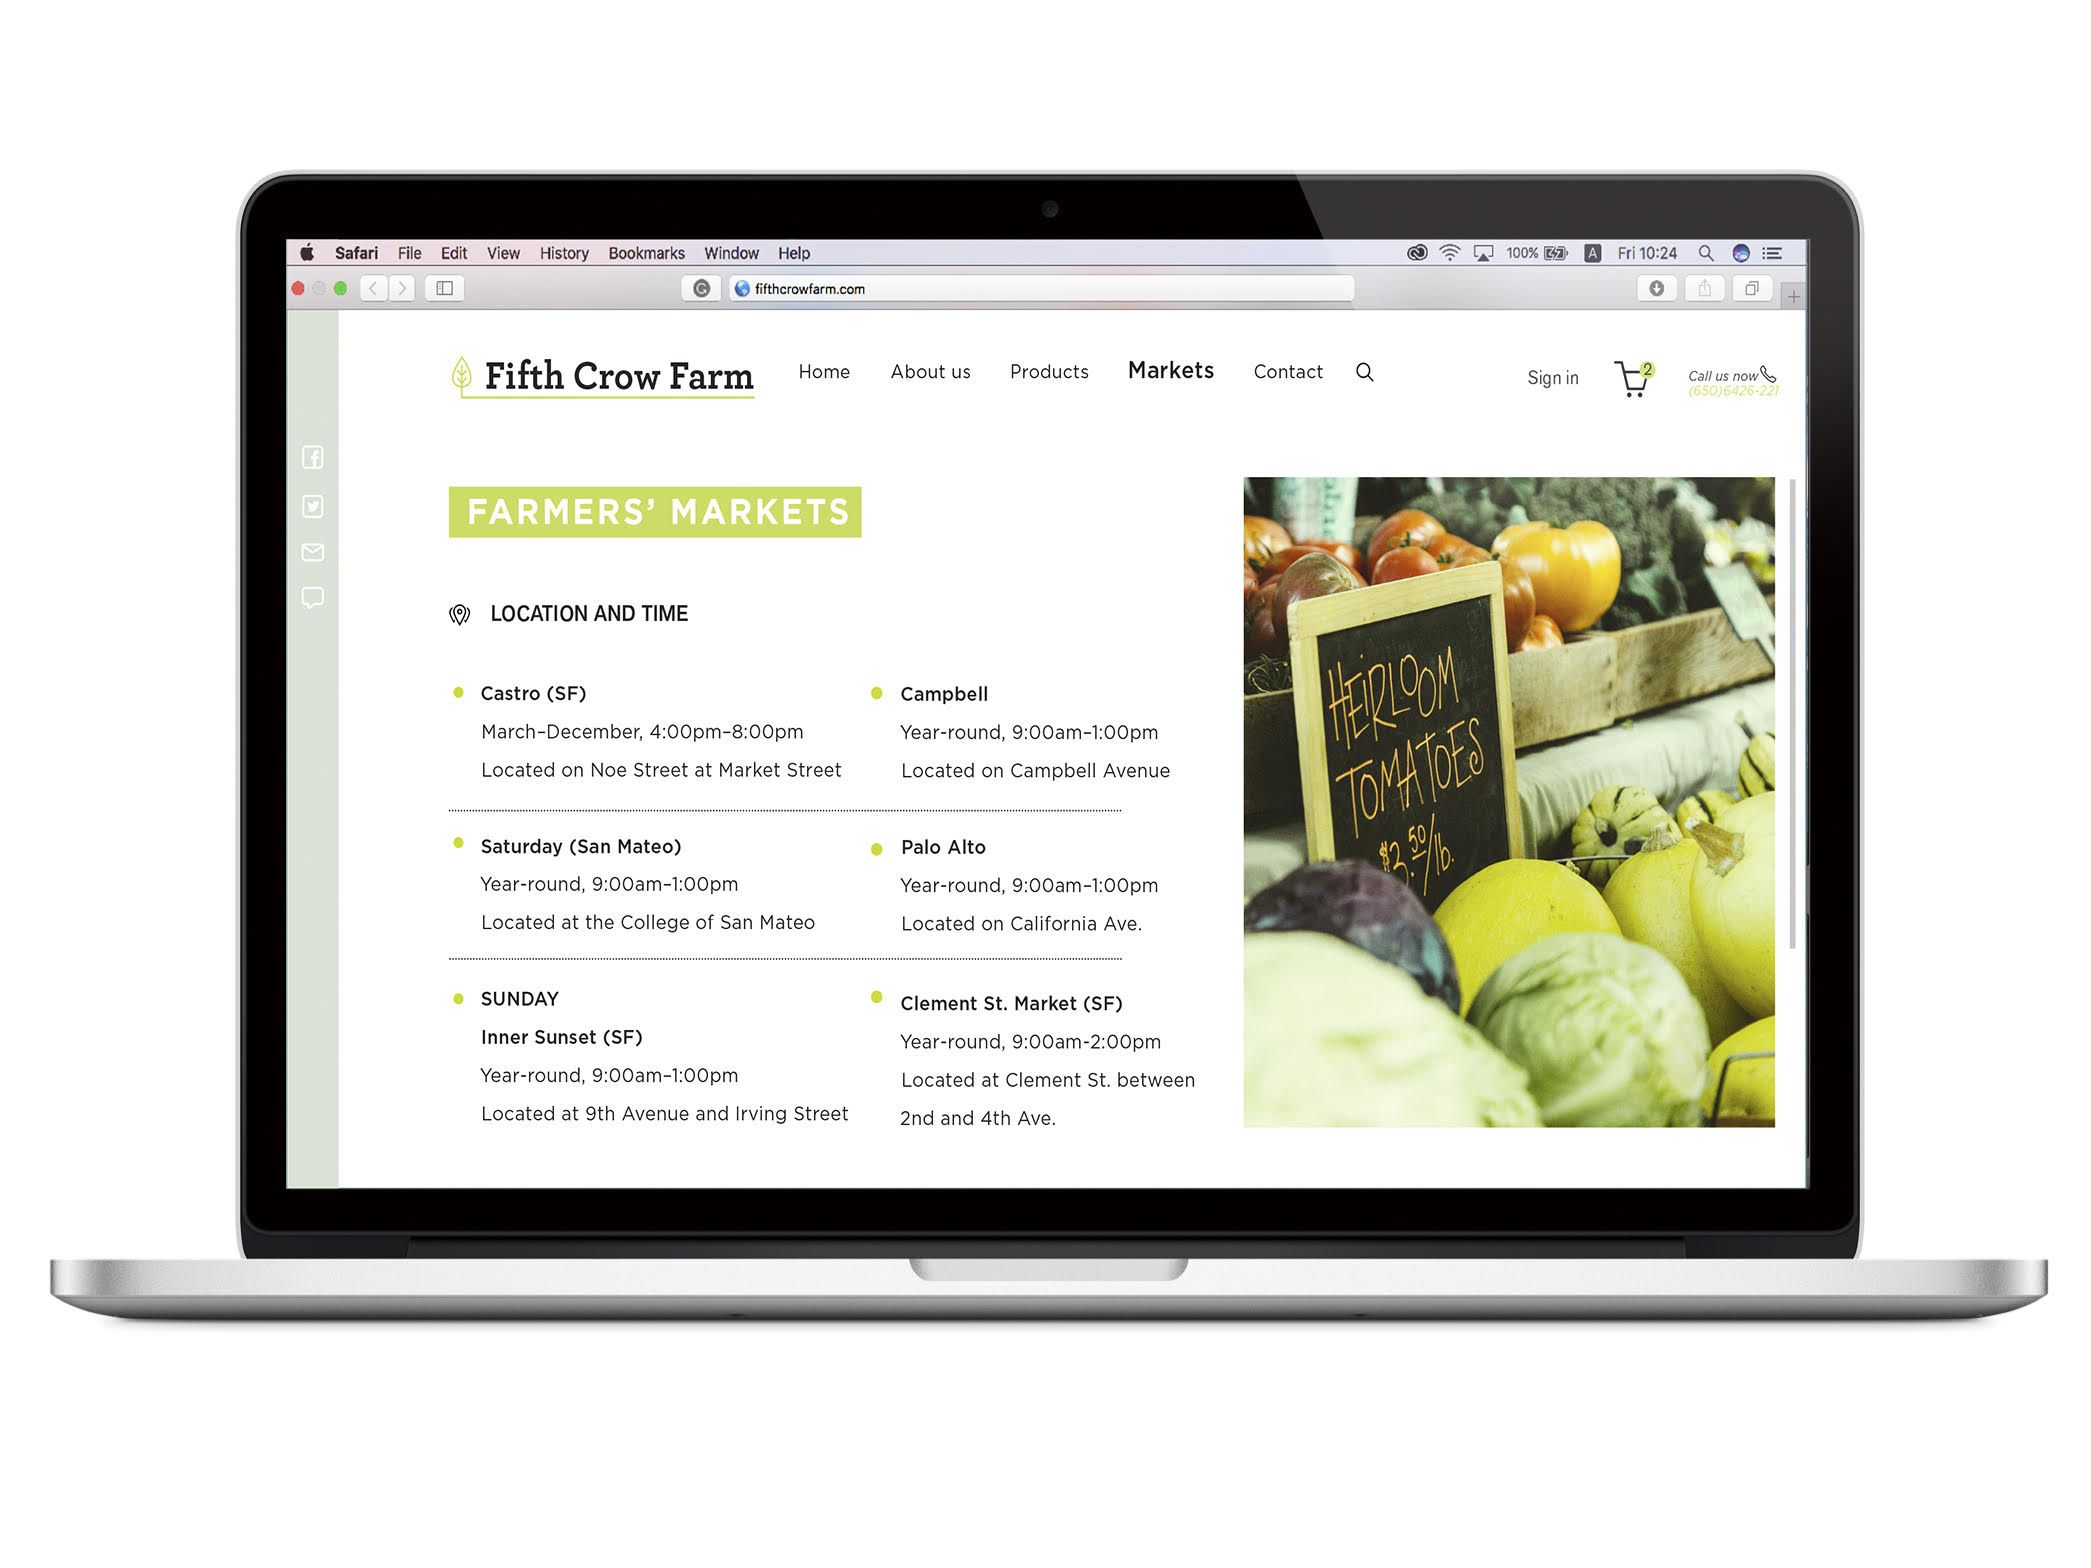 Safari File Edit View History Bookmarks Window Help 100% A Fri 10:24
fifthcrowfarm.com
Fifth Crow Farm Home About us Products Markets Contact Sign in 2 Call us now
(650)6426-221
FARMERS’ MARKETS
LOCATION AND TIME
Castro (SF)
March–December, 4:00pm–8:00pm
Located on Noe Street at Market Street
Campbell
Year-round, 9:00am–1:00pm
Located on Campbell Avenue
Saturday (San Mateo)
Year-round, 9:00am–1:00pm
Located at the College of San Mateo
Palo Alto
Year-round, 9:00am–1:00pm
Located on California Ave.
SUNDAY
Inner Sunset (SF)
Year-round, 9:00am–1:00pm
Located at 9th Avenue and Irving Street
Clement St. Market (SF)
Year-round, 9:00am-2:00pm
Located at Clement St. between
2nd and 4th Ave.
HEIRLOOM
TOMATOES
$3.50/lb.